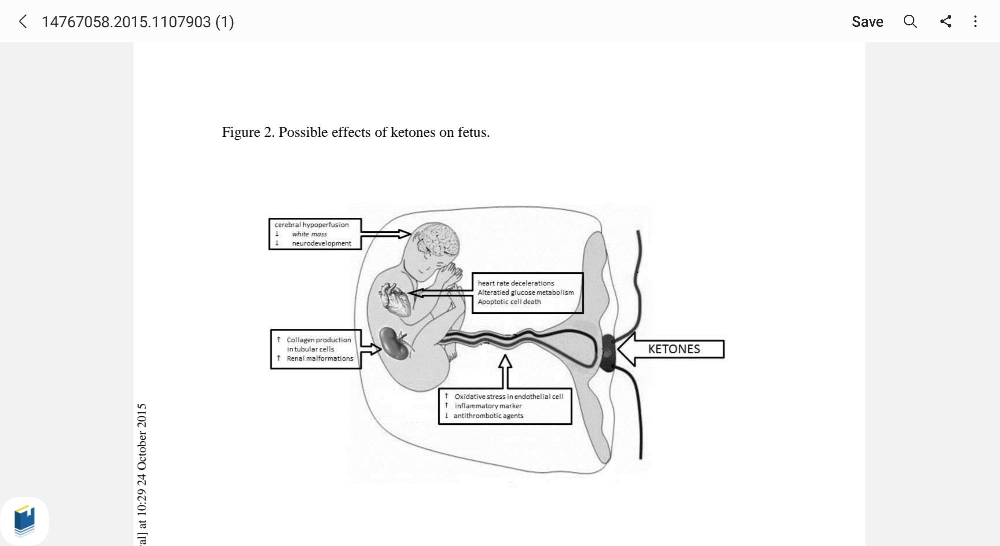 14767058.2015.1107903 (1)
Save
Figure 2. Possible effects of ketones on fetus.
cerebral hypoperfusion
↓ white mass
↓ neurodevelopment
heart rate decelerations
Alteratied glucose metabolism
Apoptotic cell death
↑ Collagen production
in tubular cells
↑ Renal malformations
KETONES
↑ Oxidative stress in endothelial cell
↑ inflammatory marker
↓ antithrombotic agents
val] at 10:29 24 October 2015